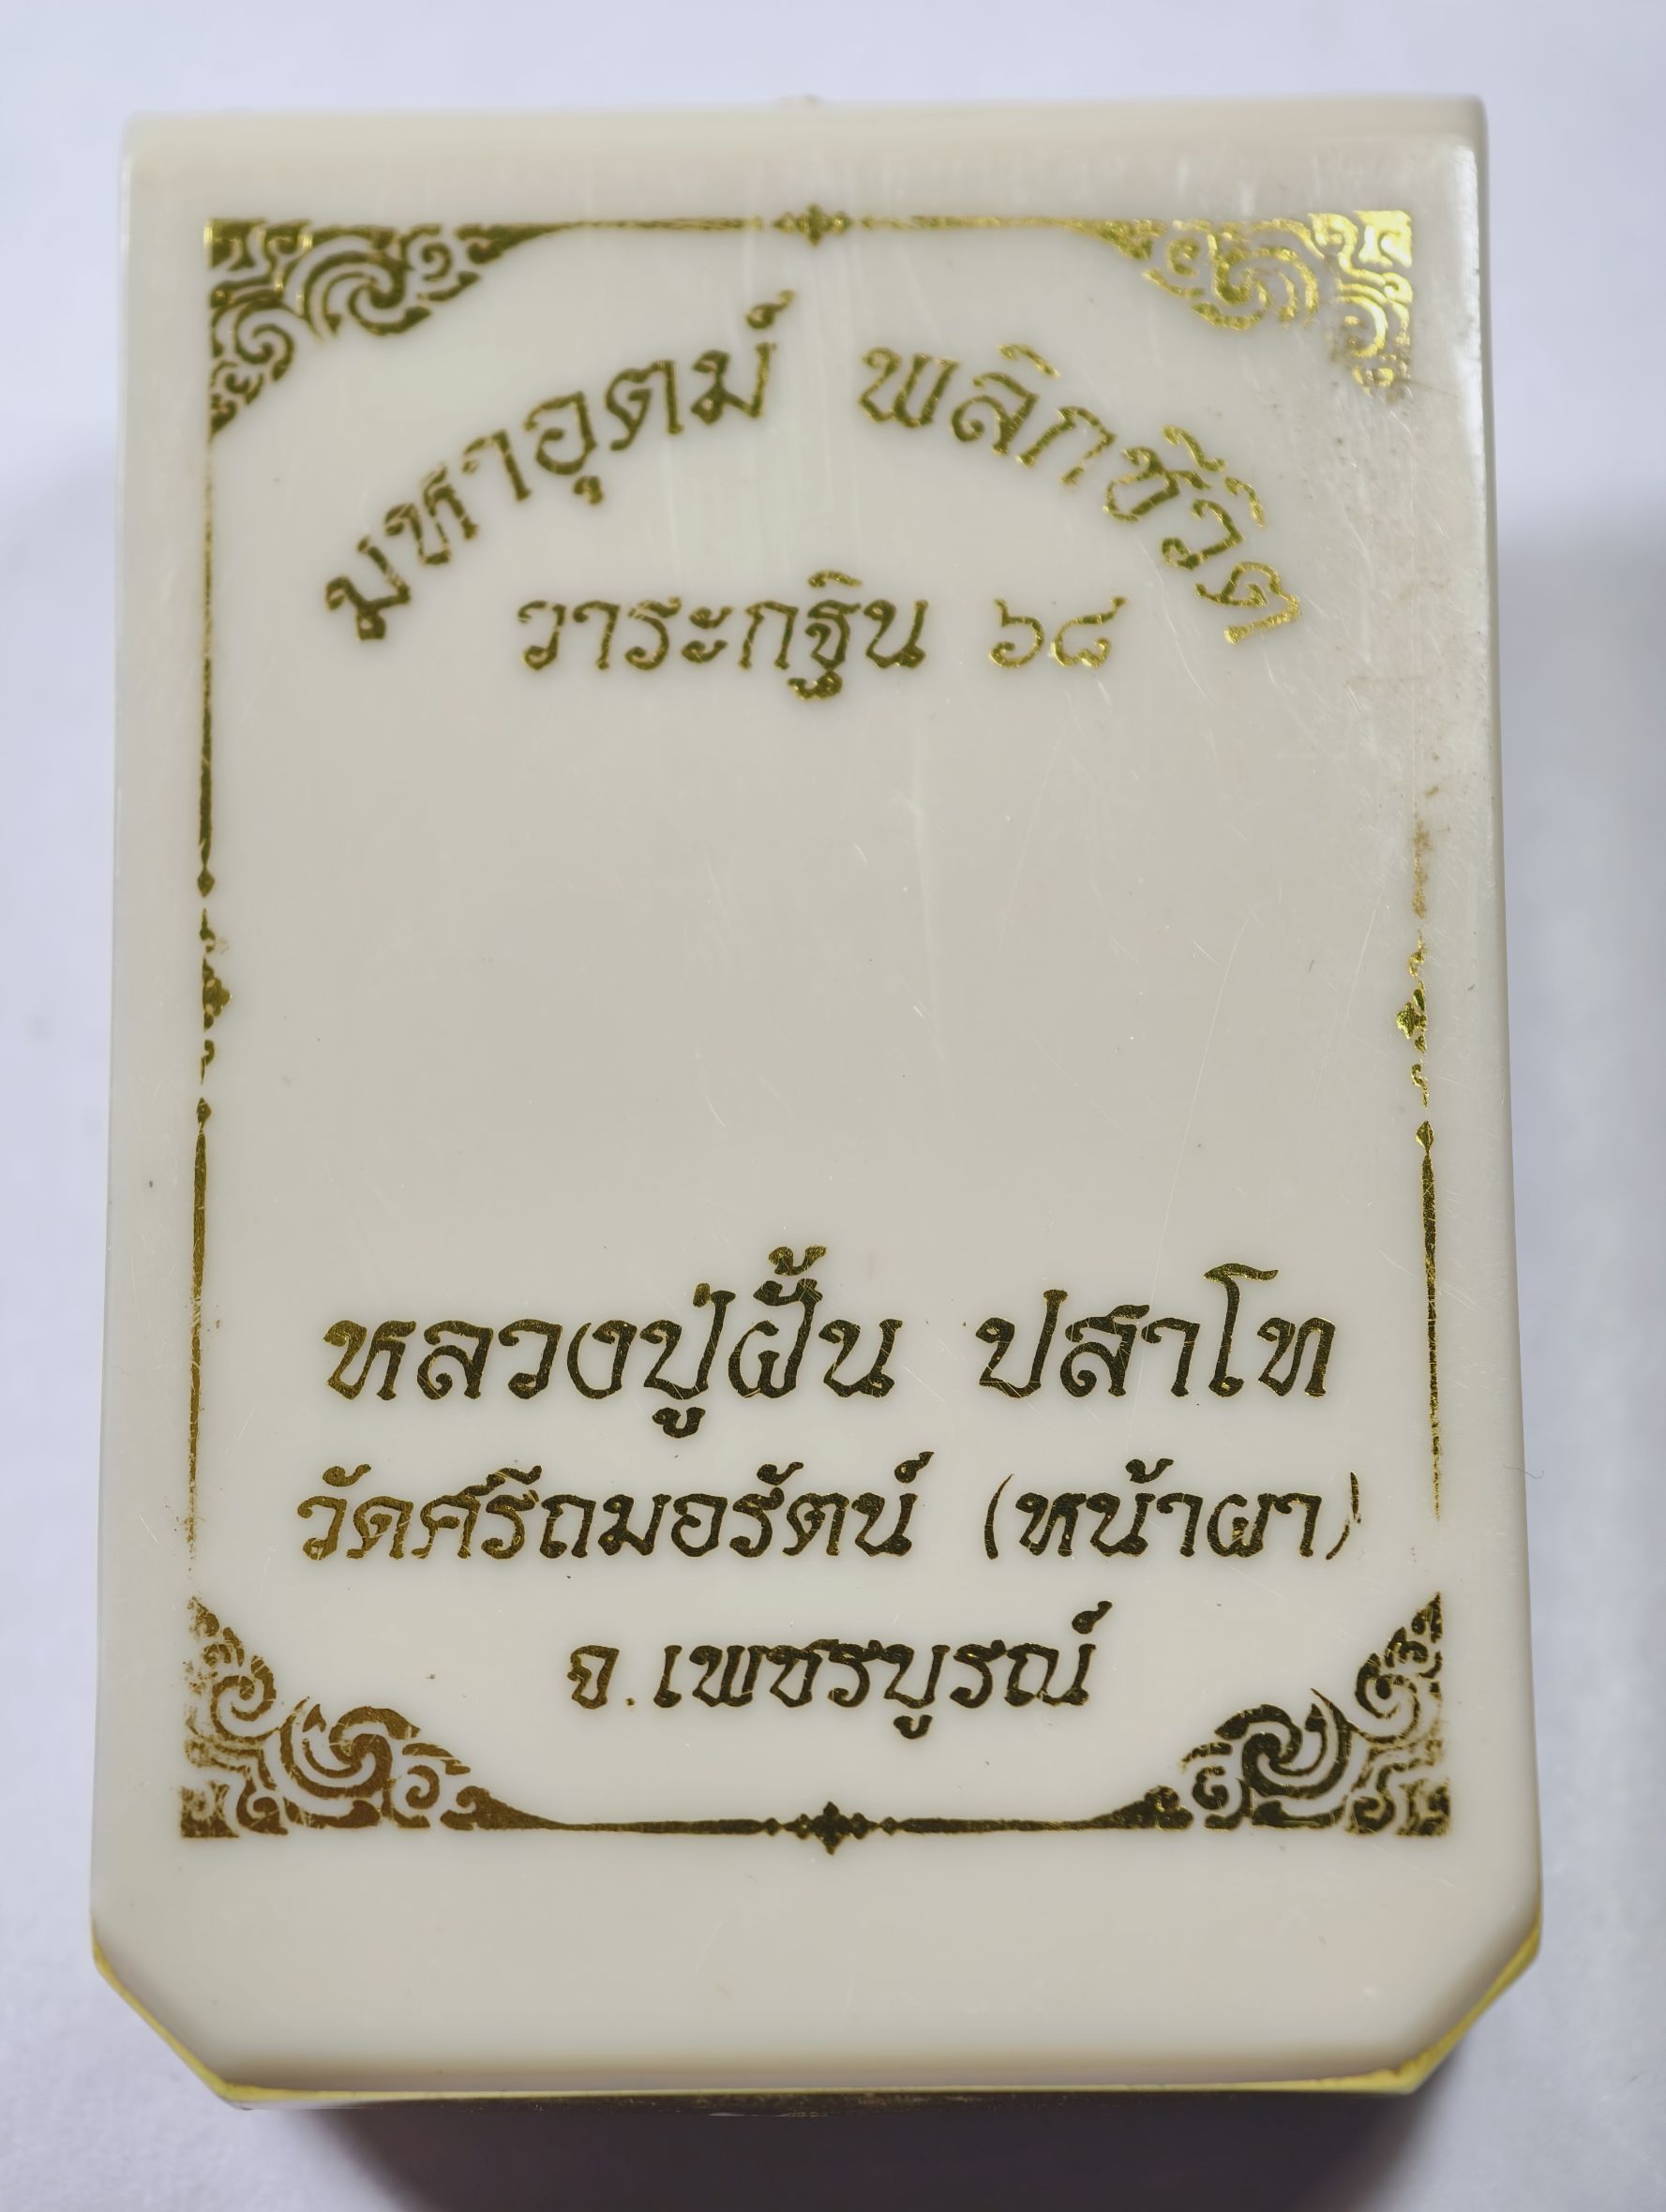 มหาอุตม์ พลิกชีวิต
วาระกฐิน ๖๘
หลวงปู่ฝั้น ปสาโท
วัดศรีถมอรัตน์ (หน้าผา)
จ.เพชรบูรณ์